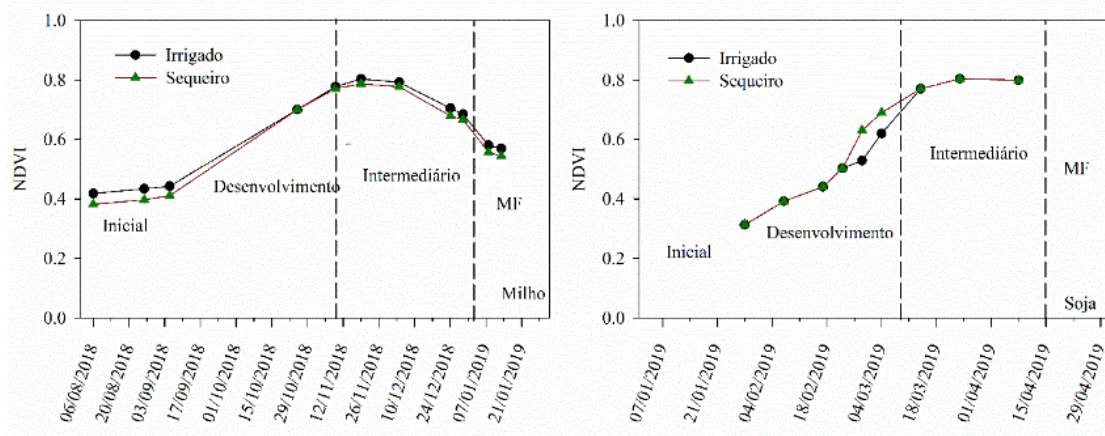 1.0
Irrigado
Sequeiro
0.8
0.6
NDVI
Intermediário
Desenvolvimento
0.4
MF
Inicial
0.2
Milho
0.0
06/08/2018
20/08/2018
03/09/2018
17/09/2018
01/10/2018
15/10/2018
29/10/2018
12/11/2018
26/11/2018
10/12/2018
24/12/2018
07/01/2019
21/01/2019
1.0
Irrigado
Sequeiro
0.8
0.6
NDVI
Intermediário
MF
0.4
Desenvolvimento
Inicial
0.2
Soja
0.0
07/01/2019
21/01/2019
04/02/2019
18/02/2019
04/03/2019
18/03/2019
01/04/2019
15/04/2019
29/04/2019